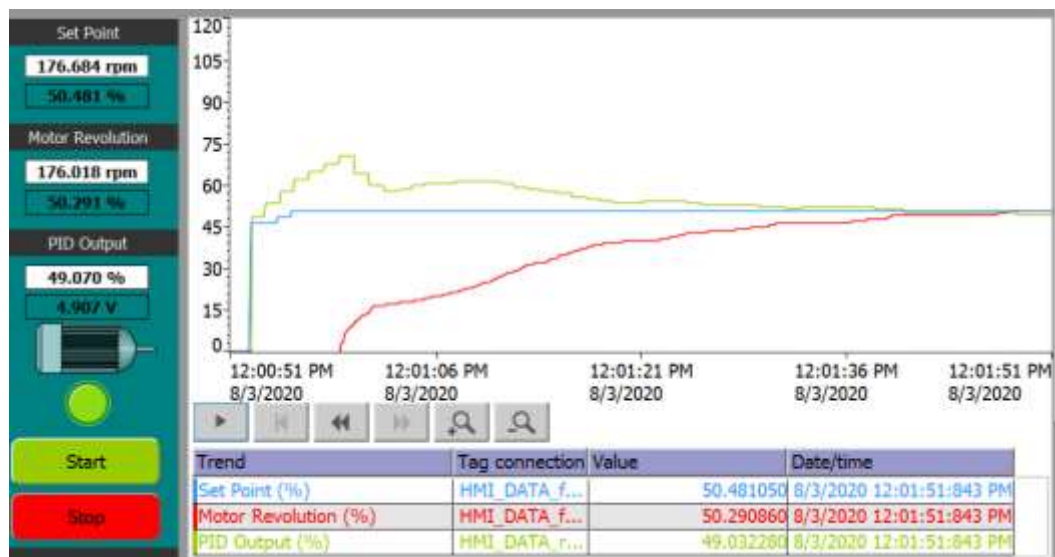 Set Point
176.684 rpm
50.481 %
Motor Revolution
176.018 rpm
50.291 %
PID Output
49.070 %
4.907 V
Start
Stop
120
105
90
75
60
45
30
15
0
12:00:51 PM 12:01:06 PM 12:01:21 PM 12:01:36 PM 12:01:51 PM
8/3/2020 8/3/2020 8/3/2020 8/3/2020 8/3/2020
Trend Tag connection Value Date/time
Set Point (%) HMI_DATA_f... 50.481050 8/3/2020 12:01:51:843 PM
Motor Revolution (%) HMI_DATA_f... 50.290860 8/3/2020 12:01:51:843 PM
PID Output (%) HMI_DATA_r... 49.032280 8/3/2020 12:01:51:843 PM